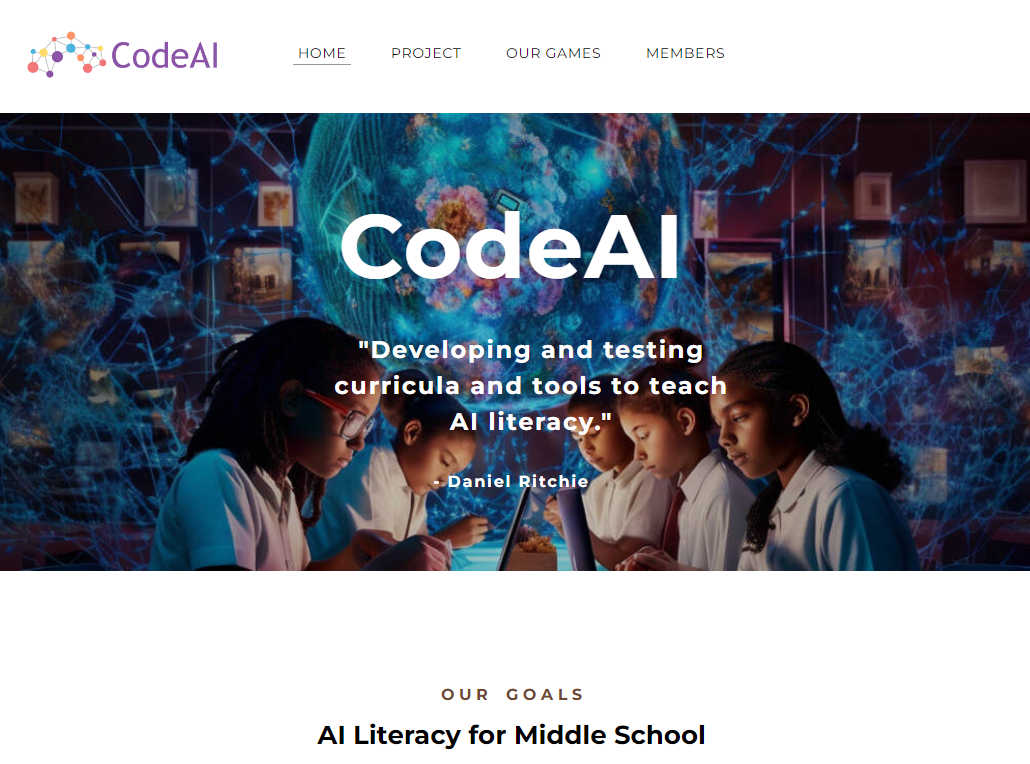 CodeAI
HOME PROJECT OUR GAMES MEMBERS
CodeAI
"Developing and testing
curricula and tools to teach
AI literacy."
- Daniel Ritchie
OUR GOALS
AI Literacy for Middle School